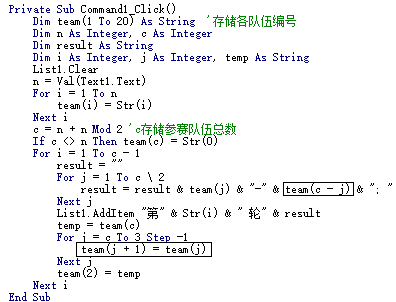 Private Sub Command1_Click()
Dim team(1 To 20) As String '存储各队伍编号
Dim n As Integer, c As Integer
Dim result As String
Dim i As Integer, j As Integer, temp As String
List1.Clear
n = Val(Text1.Text)
For i = 1 To n
team(i) = Str(i)
Next i
c = n + n Mod 2 'c存储参赛队伍总数
If c <> n Then team(c) = Str(0)
For i = 1 To c - 1
result = ""
For j = 1 To c \ 2
result = result & team(j) & "-" & team(c - j) & "; "
Next j
List1.AddItem "第" & Str(i) & " 轮" & result
temp = team(c)
For j = c To 3 Step -1
team(j + 1) = team(j)
Next j
team(2) = temp
Next i
End Sub